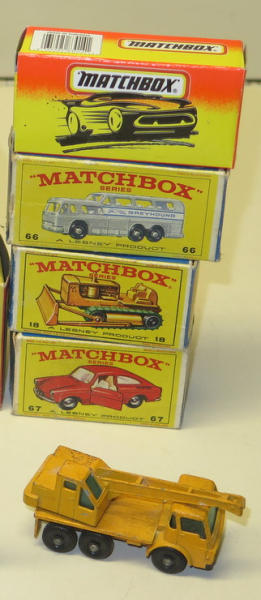 MATCHBOX
MATCHBOX
"MATCHBOX"
SERIES
GREYHOUND
66 A LESNEY PRODUCT 66
"MATCHBOX"
SERIES
18 A LESNEY PRODUCT 18
"MATCHBOX"
SERIES
67 A LESNEY PRODUCT 67